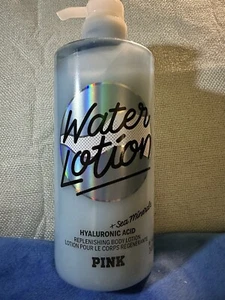 Water
Lotion
+ Sea Minerals
HYALURONIC ACID
REPLENISHING BODY LOTION
LOTION POUR LE CORPS REGÉNÉRANTE
PINK